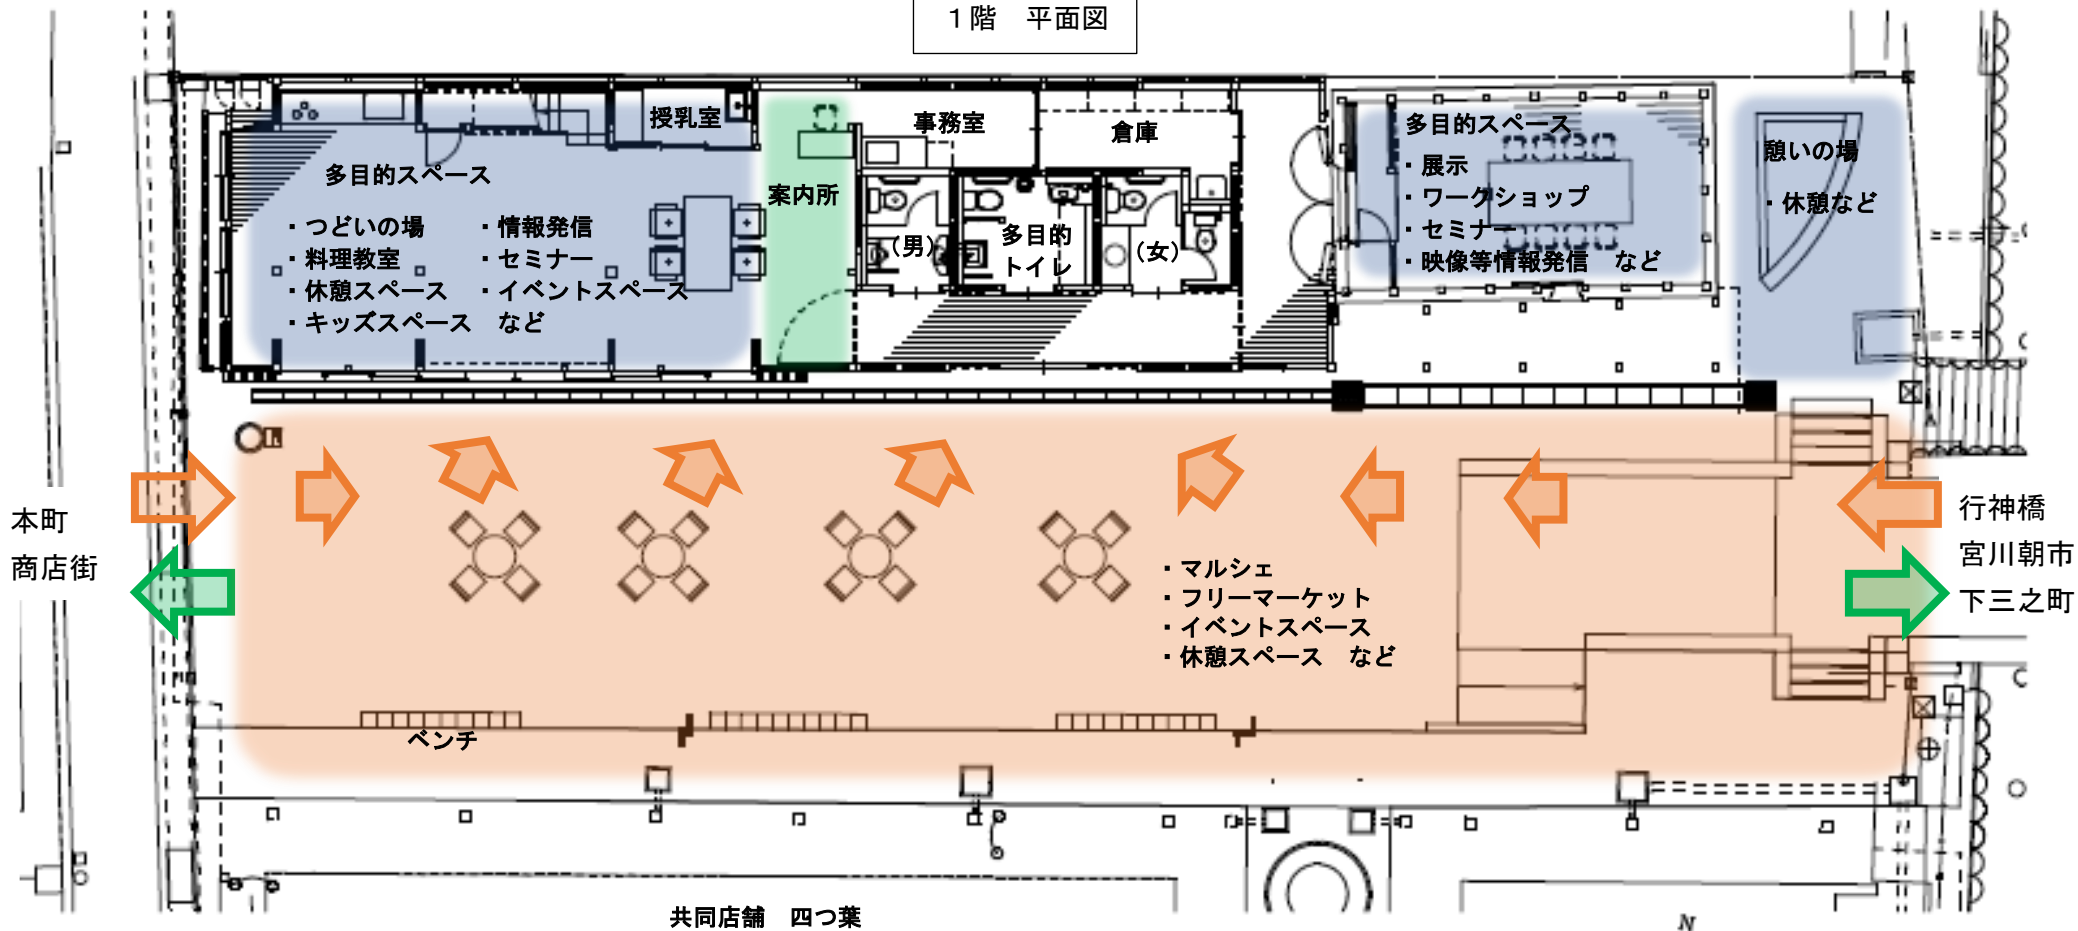 1階 平面図
授乳室
事務室
倉庫
多目的スペース
・つどいの場 ・情報発信
・料理教室 ・セミナー
・休憩スペース ・イベントスペース
・キッズスペース など
案内所
(男)
多目的
トイレ
(女)
多目的スペース
・展示
・ワークショップ
・セミナー
・映像等情報発信 など
憩いの場
・休憩など
本町
商店街
行神橋
宮川朝市
下三之町
・マルシェ
・フリーマーケット
・イベントスペース
・休憩スペース など
ベンチ
共同店舗 四つ葉
N